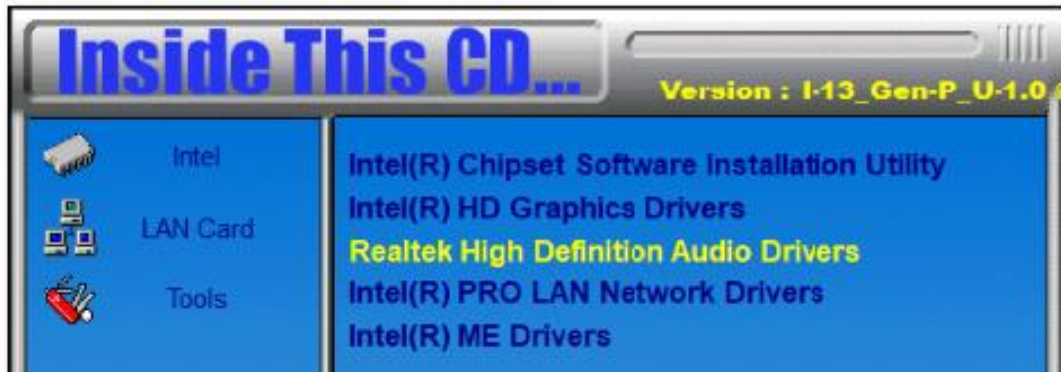 Inside This CD...
Version : I-13_Gen-P_U-1.0
Intel
LAN Card
Tools
Intel(R) Chipset Software Installation Utility
Intel(R) HD Graphics Drivers
Realtek High Definition Audio Drivers
Intel(R) PRO LAN Network Drivers
Intel(R) ME Drivers